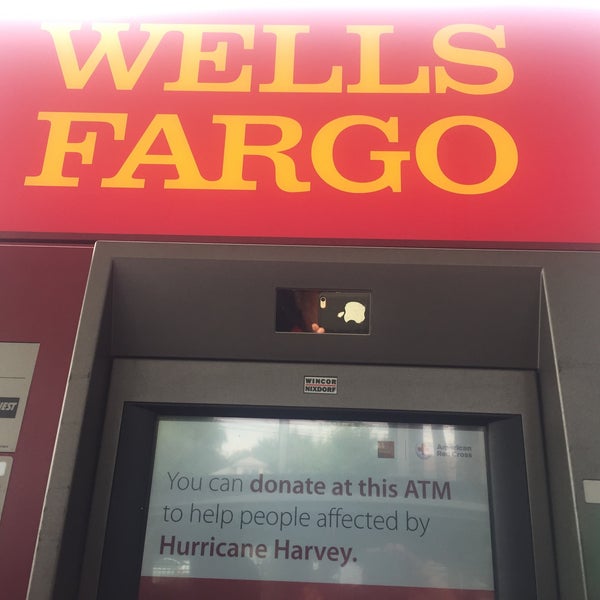 WELLS
FARGO
WINCOR
NIXDORF
American
Red Cross
You can donate at this ATM
to help people affected by
Hurricane Harvey.